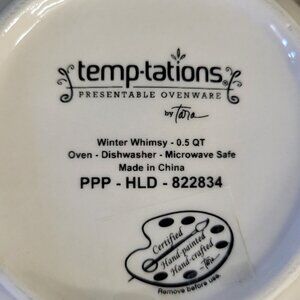 temp-tations®
PRESENTABLE OVENWARE
by Tara
Winter Whimsy - 0.5 QT
Oven - Dishwasher - Microwave Safe
Made in China
PPP - HLD - 822834
Certified
Hand-painted
Hand-crafted
Tara
Remove before use.